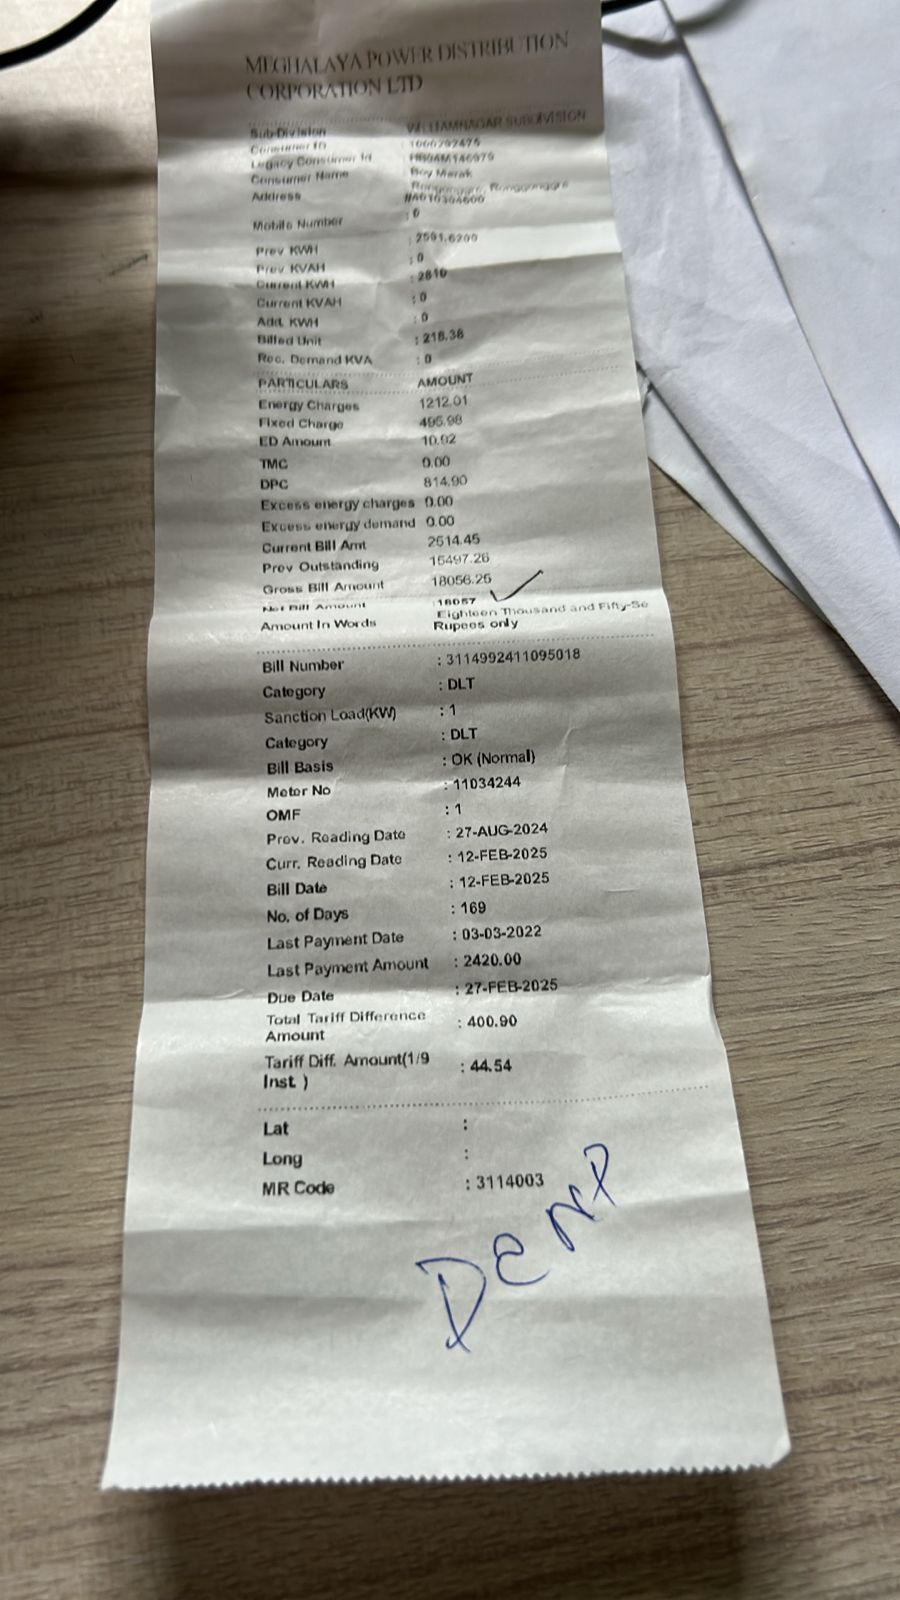 MEGHALAYA POWER DISTRIBUTION
CORPORATION LTD
Sub-Division WILLIAMNAGAR SUBDIVISION
Consumer ID : 1000292475
Legacy Consumer Id
Consumer Name Boy Marak
Address
Mobile Number : 0
Prev KWH : 2591.6200
Prev KVAH : 0
Current KWH : 2810
Current KVAH : 0
Add. KWH : 0
Billed Unit : 218.38
Rec. Demand KVA : 0
PARTICULARS AMOUNT
Energy Charges 1212.01
Fixed Charge 495.98
ED Amount 10.92
TMC 0.00
DPC 814.90
Excess energy charges 0.00
Excess energy demand 0.00
Current Bill Amt 2514.45
Prev Outstanding 15497.26
Gross Bill Amount 18056.25
Net Bill Amount :18057
Amount In Words Eighteen Thousand and Fifty-Se
Rupees only
Bill Number : 3114992411095018
Category : DLT
Sanction Load(KW) : 1
Category : DLT
Bill Basis : OK (Normal)
Meter No : 11034244
OMF : 1
Prev. Reading Date : 27-AUG-2024
Curr. Reading Date : 12-FEB-2025
Bill Date : 12-FEB-2025
No. of Days : 169
Last Payment Date : 03-03-2022
Last Payment Amount : 2420.00
Due Date : 27-FEB-2025
Total Tariff Difference
Amount : 400.90
Tariff Diff. Amount(1/9
Inst ) : 44.54
Lat :
Long :
MR Code : 3114003